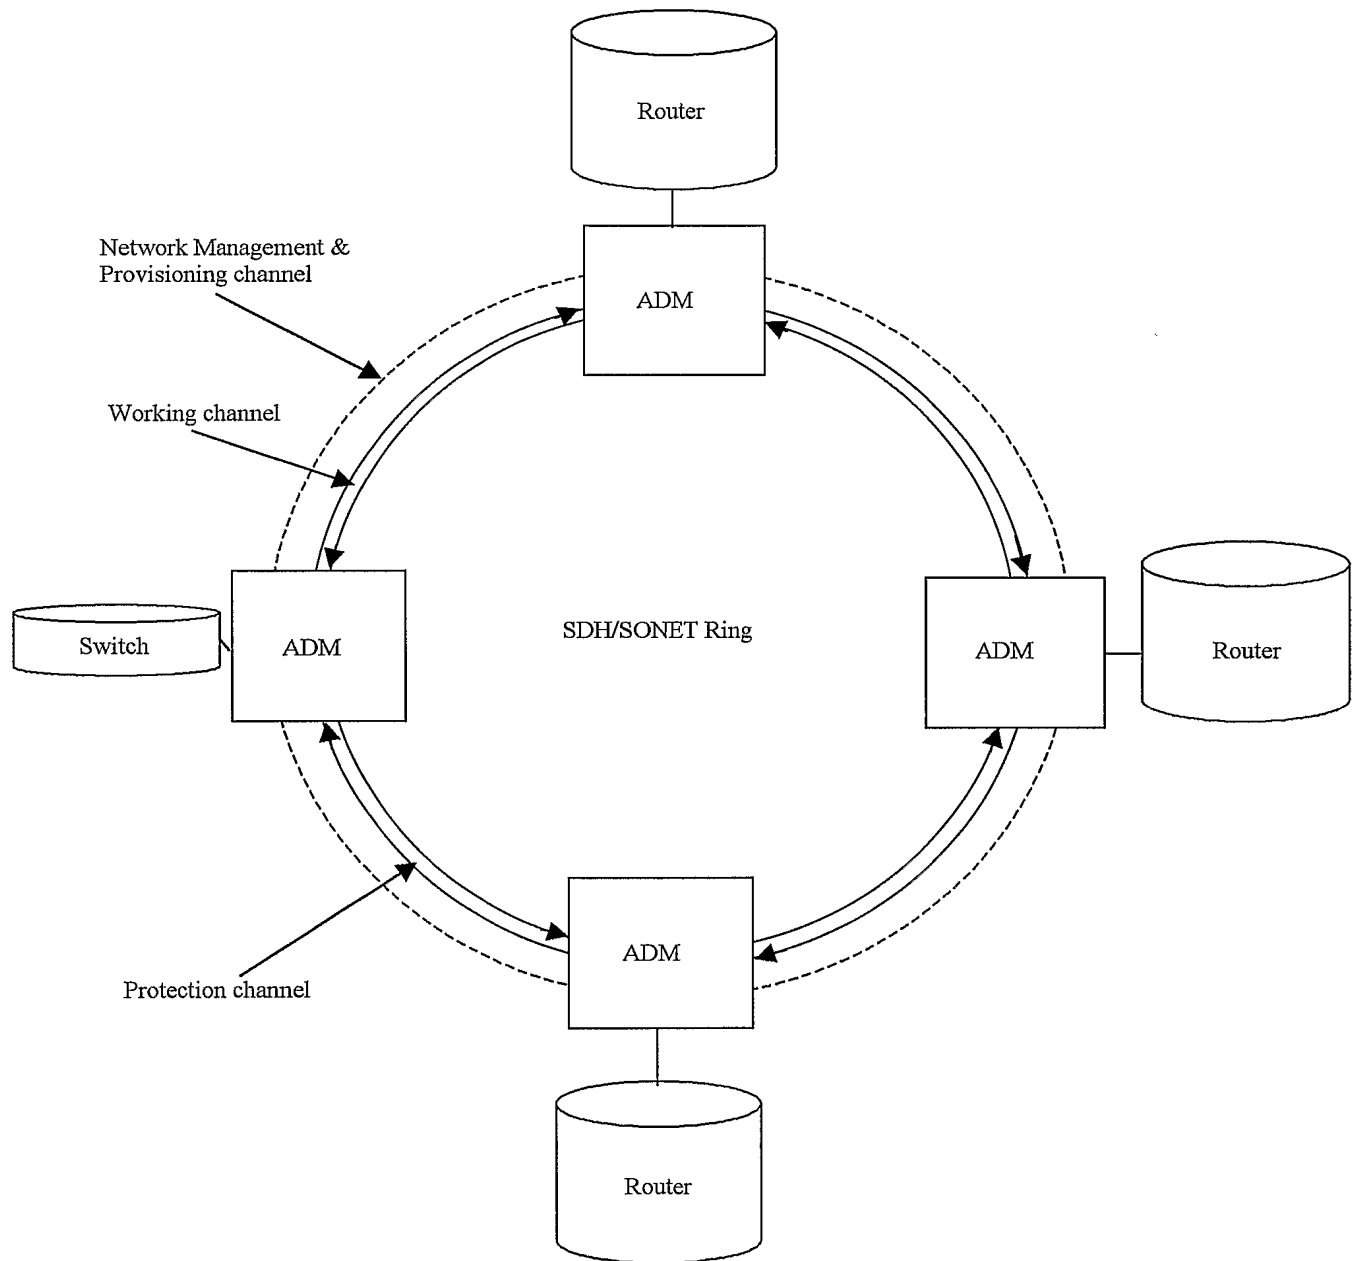 Router
Network Management &
Provisioning channel
ADM
Working channel
SDH/SONET Ring
Switch
ADM
ADM
Router
ADM
Protection channel
Router